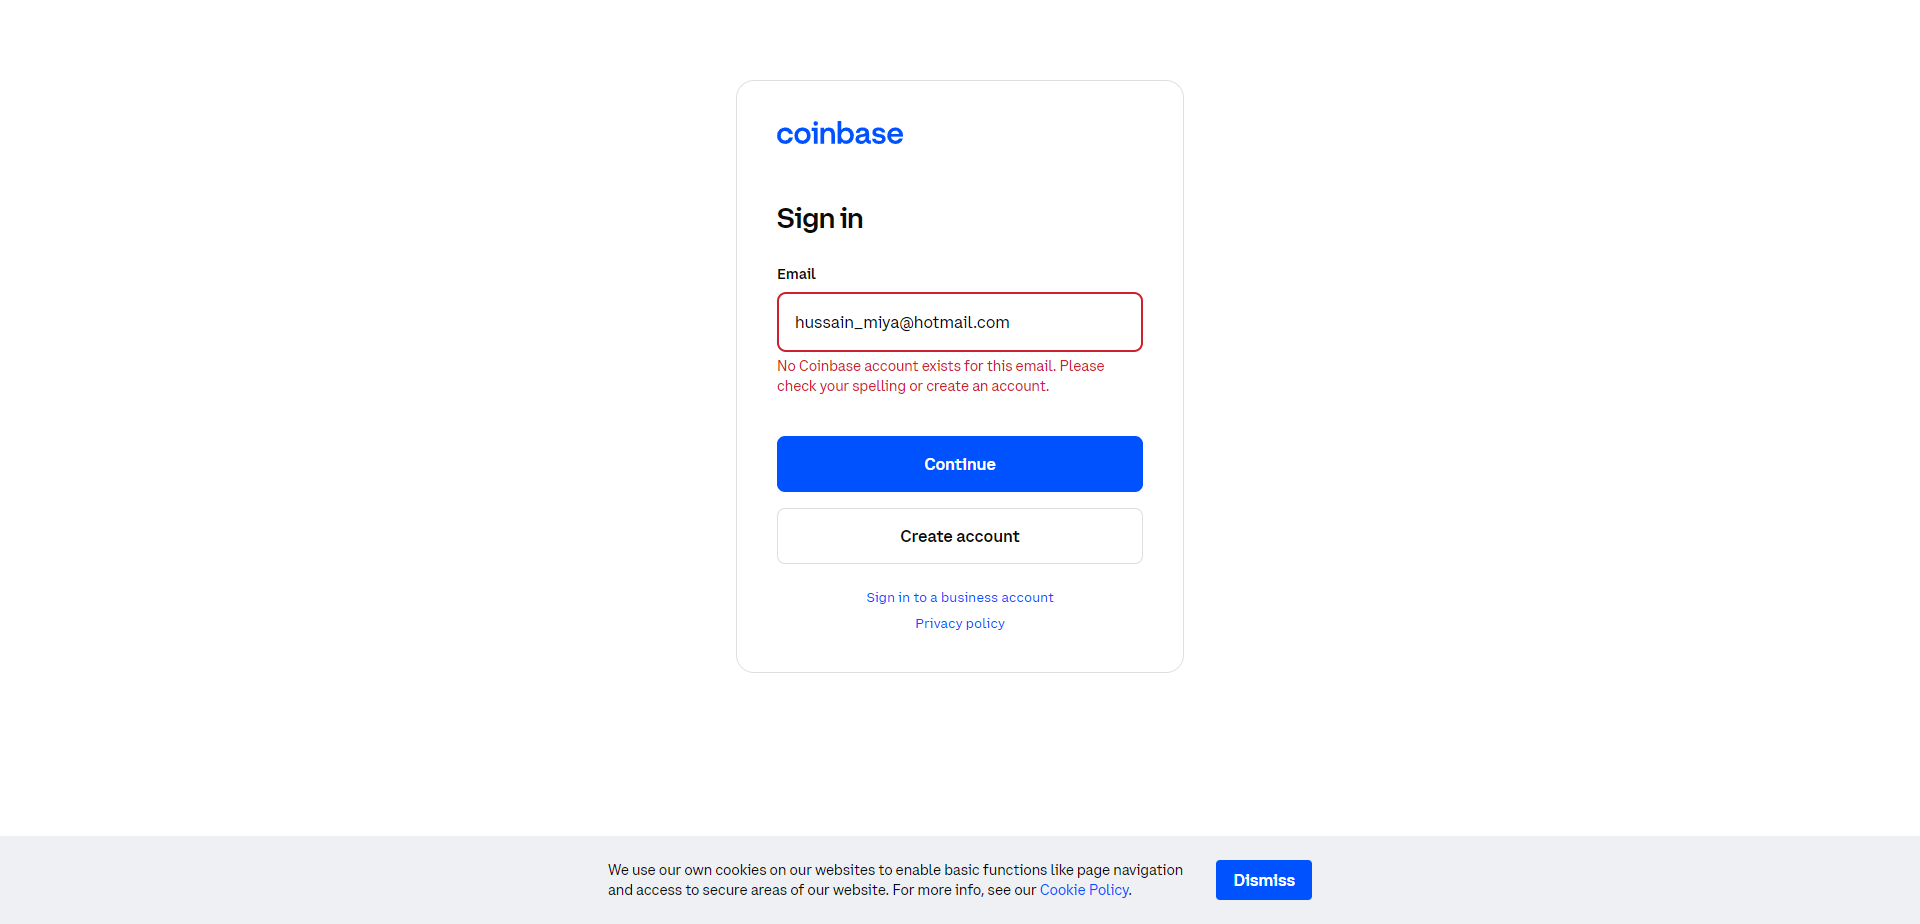 coinbase
Sign in
Email
hussain_miya@hotmail.com
No Coinbase account exists for this email. Please
check your spelling or create an account.
Continue
Create account
Sign in to a business account
Privacy policy
We use our own cookies on our websites to enable basic functions like page navigation
and access to secure areas of our website. For more info, see our Cookie Policy.
Dismiss